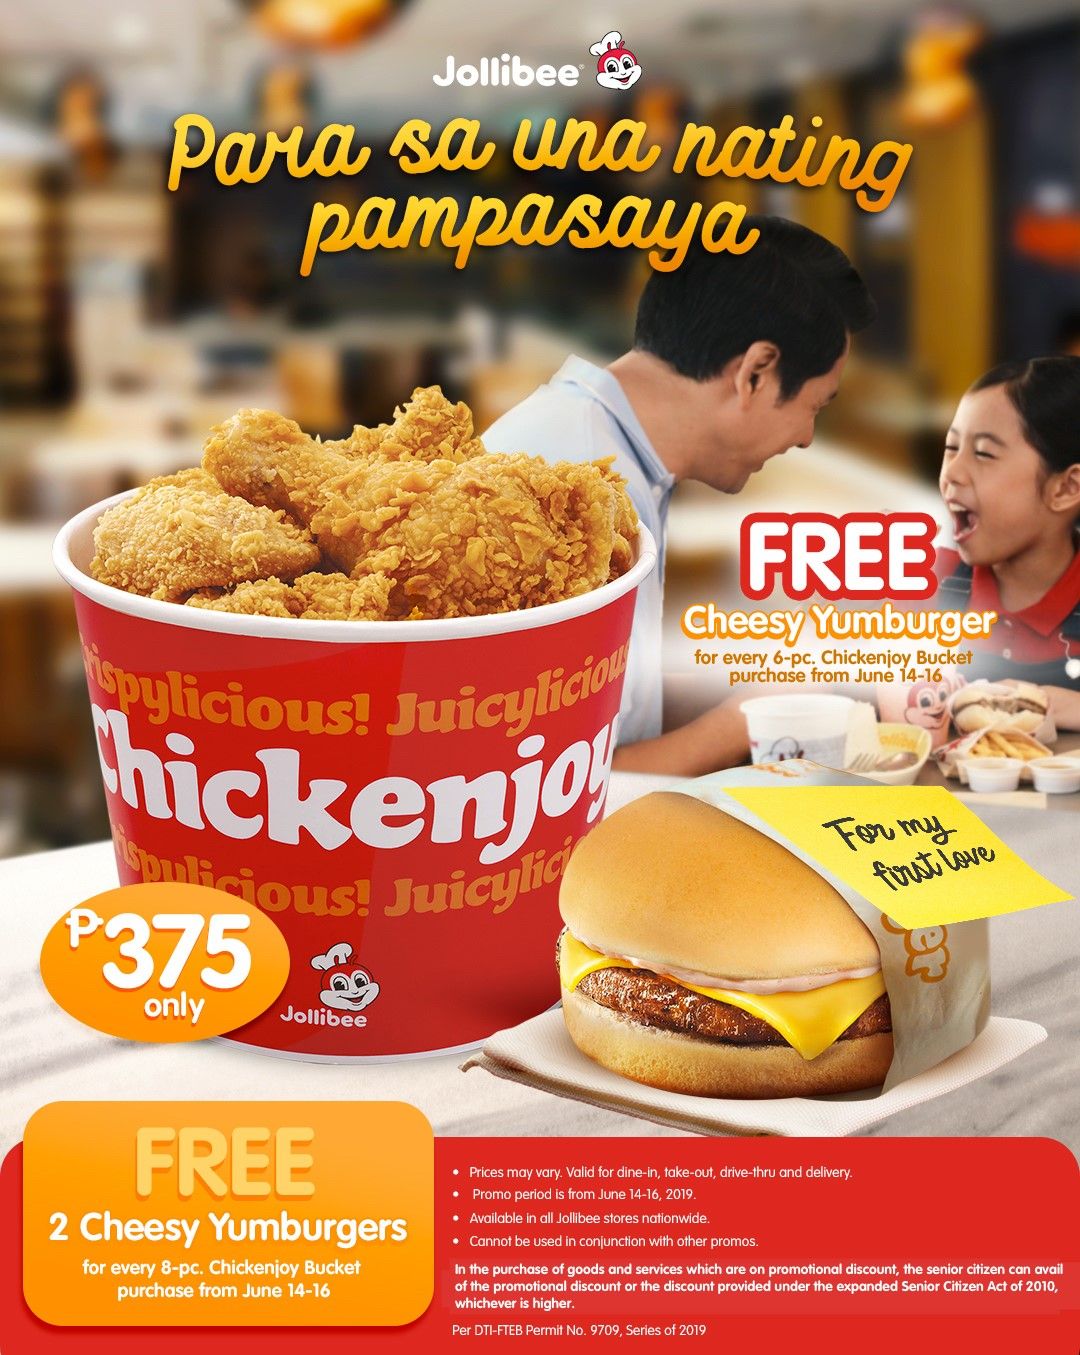 Jollibee
Para sa una nating
pampasaya
FREE
Cheesy Yumburger
for every 6-pc. Chickenjoy Bucket
purchase from June 14-16
rispylicious! Juicyliciou
Chickenjoy
rispylicious! Juicylici
Jollibee
For my
first love
₱375
only
FREE
2 Cheesy Yumburgers
for every 8-pc. Chickenjoy Bucket
purchase from June 14-16
• Prices may vary. Valid for dine-in, take-out, drive-thru and delivery.
• Promo period is from June 14-16, 2019.
• Available in all Jollibee stores nationwide.
• Cannot be used in conjunction with other promos.
In the purchase of goods and services which are on promotional discount, the senior citizen can avail
of the promotional discount or the discount provided under the expanded Senior Citizen Act of 2010,
whichever is higher.
Per DTI-FTEB Permit No. 9709, Series of 2019